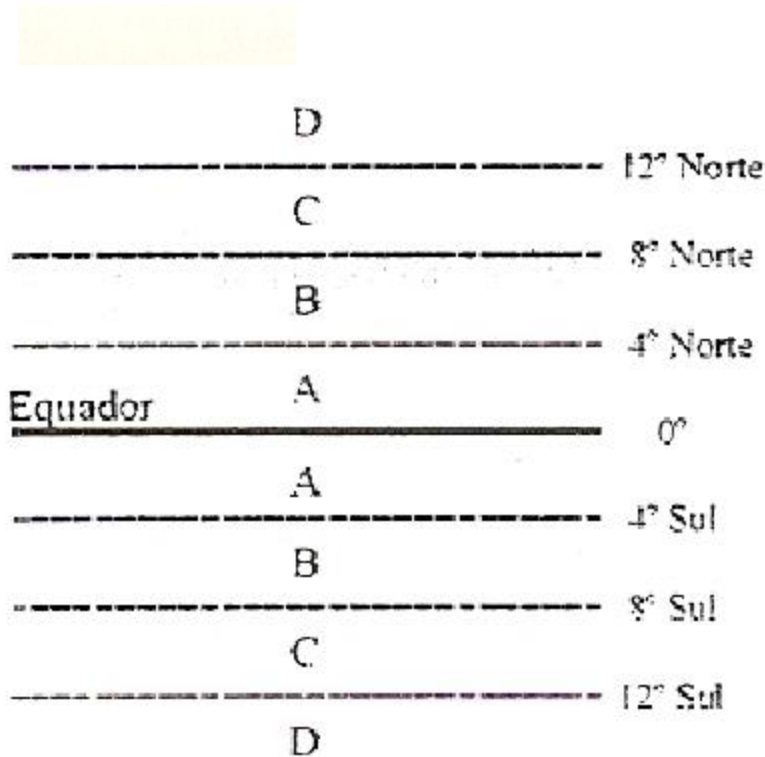 D
12° Norte
C
8° Norte
B
4° Norte
A
Equador
0°
A
4° Sul
B
8° Sul
C
12° Sul
D